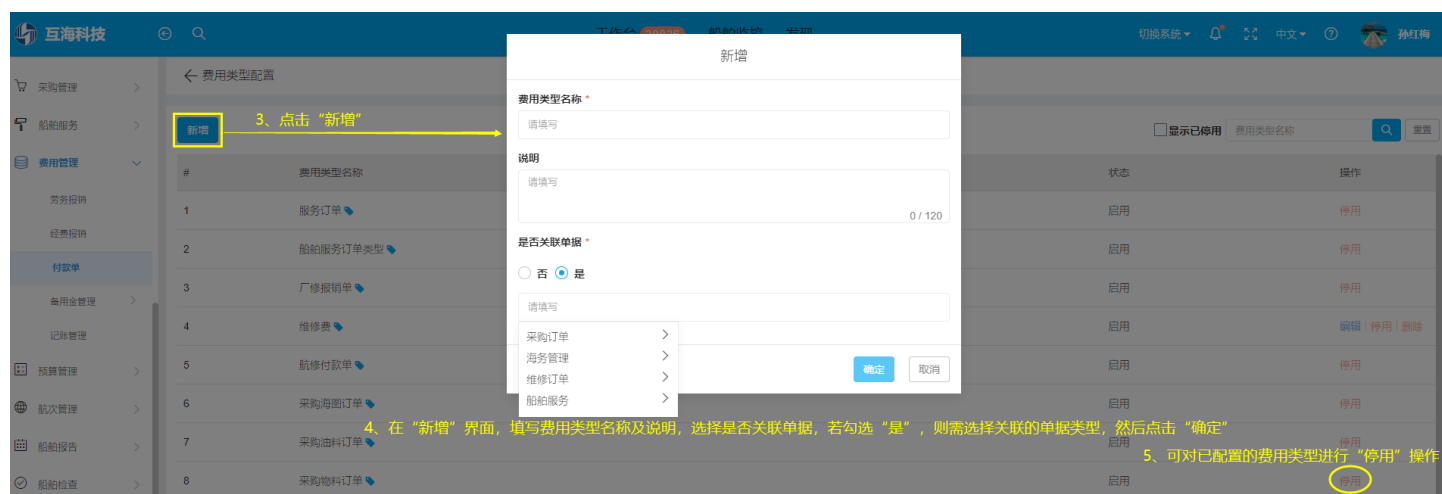 互海科技
工作台 船舶监控 发现
切换系统 中文 孙红梅
采购管理
船舶服务
费用管理
劳务报销
经费报销
付款单
备用金管理
记账管理
预算管理
航次管理
船舶报告
船舶检查
费用类型配置
新增
3、点击“新增”
显示已停用 费用类型名称 重置
# 费用类型名称 状态 操作
1 服务订单 启用 停用
2 船舶服务订单类型 启用 停用
3 厂修报销单 启用 停用
4 维修费 启用 编辑 停用 删除
5 航修付款单 启用 停用
6 采购海图订单 启用 停用
7 采购油料订单 启用 停用
8 采购物料订单 启用 停用
新增
费用类型名称 *
请填写
说明
请填写
0 / 120
是否关联单据 *
否 是
请填写
采购订单
海务管理
维修订单
船舶服务
确定 取消
4、在“新增”界面，填写费用类型名称及说明，选择是否关联单据，若勾选“是”，则需选择关联的单据类型，然后点击“确定”
5、可对已配置的费用类型进行“停用”操作